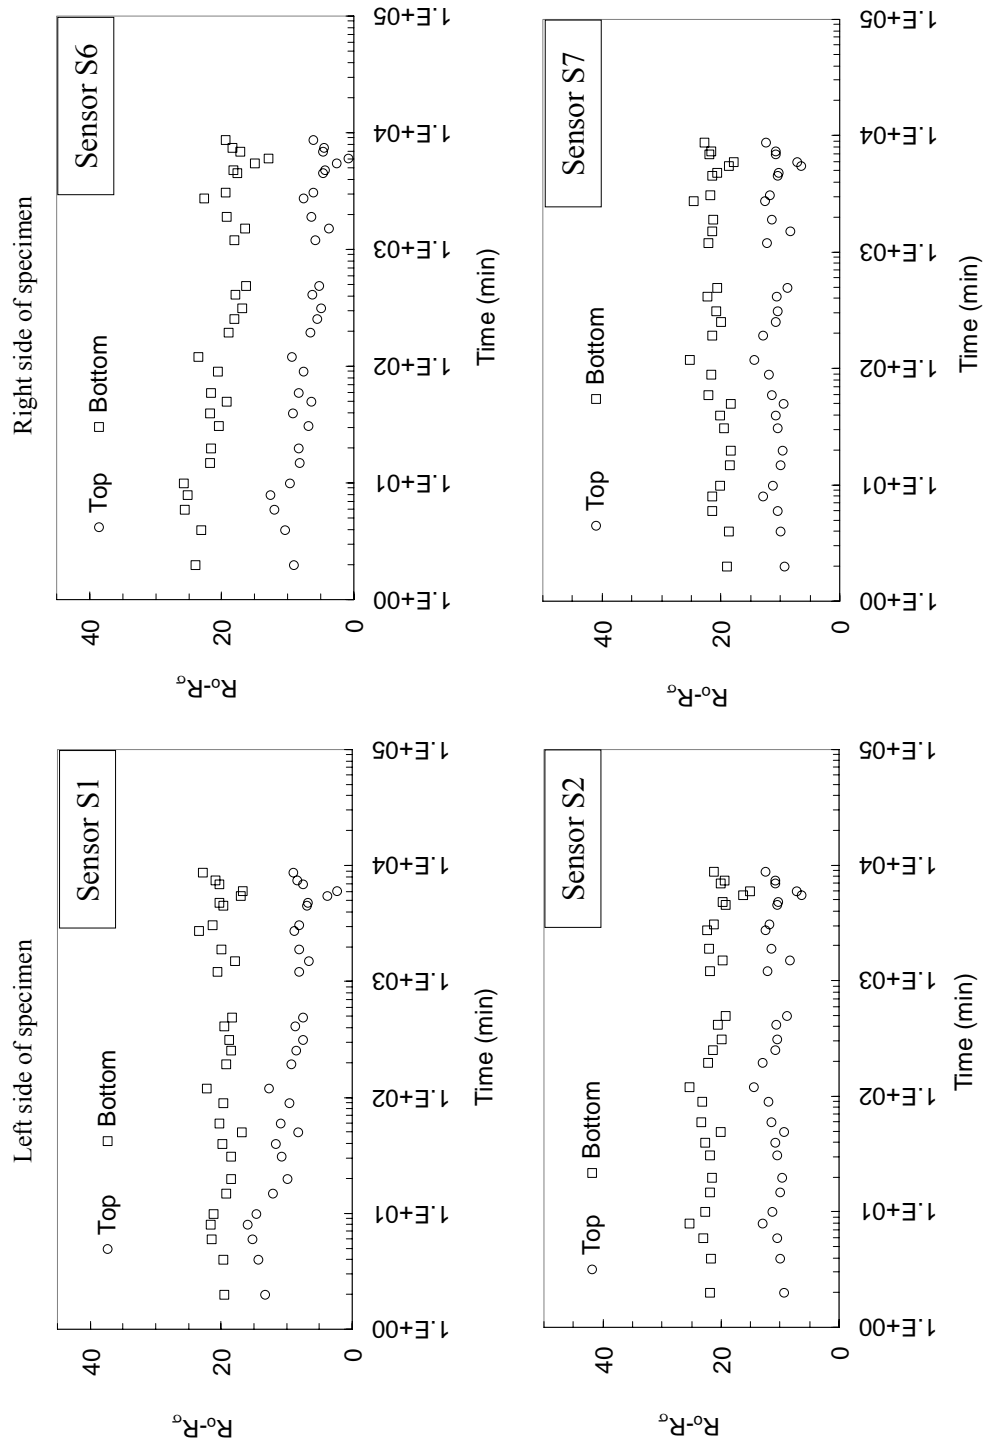 Left side of specimen
Sensor S1
Top
Bottom
Rₒ-Rσ
40
20
0
1.E+00
1.E+01
1.E+02
1.E+03
1.E+04
1.E+05
Time (min)
Sensor S2
Top
Bottom
Rₒ-Rσ
40
20
0
1.E+00
1.E+01
1.E+02
1.E+03
1.E+04
1.E+05
Time (min)
Right side of specimen
Sensor S6
Top
Bottom
Rₒ-Rσ
40
20
0
1.E+00
1.E+01
1.E+02
1.E+03
1.E+04
1.E+05
Time (min)
Sensor S7
Top
Bottom
Rₒ-Rσ
40
20
0
1.E+00
1.E+01
1.E+02
1.E+03
1.E+04
1.E+05
Time (min)